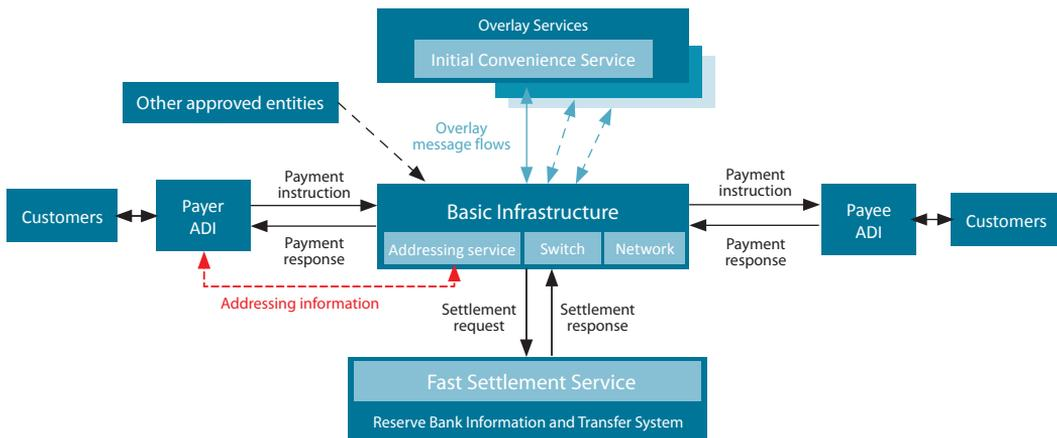 Overlay Services
Initial Convenience Service
Other approved entities
Overlay
message flows
Payment
instruction
Payment
instruction
Customers
Payer
ADI
Basic Infrastructure
Payee
ADI
Customers
Addressing service
Switch
Network
Payment
response
Payment
response
Addressing information
Settlement
request
Settlement
response
Fast Settlement Service
Reserve Bank Information and Transfer System